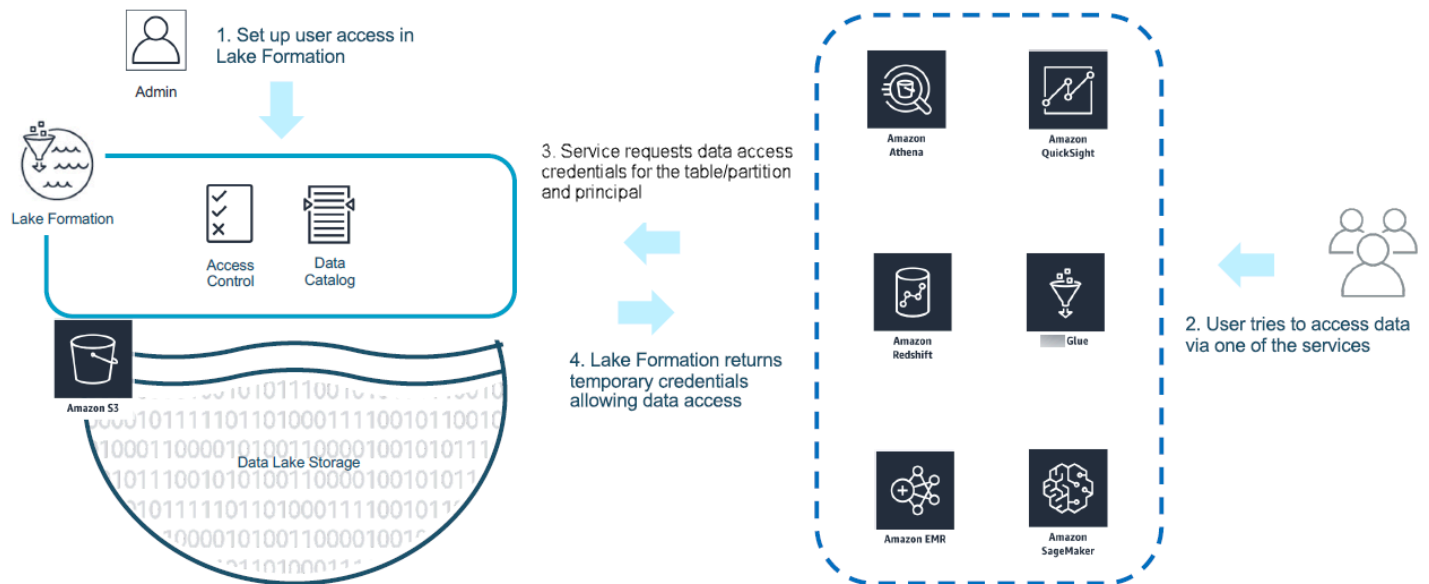 1. Set up user access in
Lake Formation
Admin
Lake Formation
Access
Control
Data
Catalog
Amazon S3
Data Lake Storage
3. Service requests data access
credentials for the table/partition
and principal
4. Lake Formation returns
temporary credentials
allowing data access
Amazon
Athena
Amazon
QuickSight
Amazon
Redshift
Glue
Amazon EMR
Amazon
SageMaker
2. User tries to access data
via one of the services